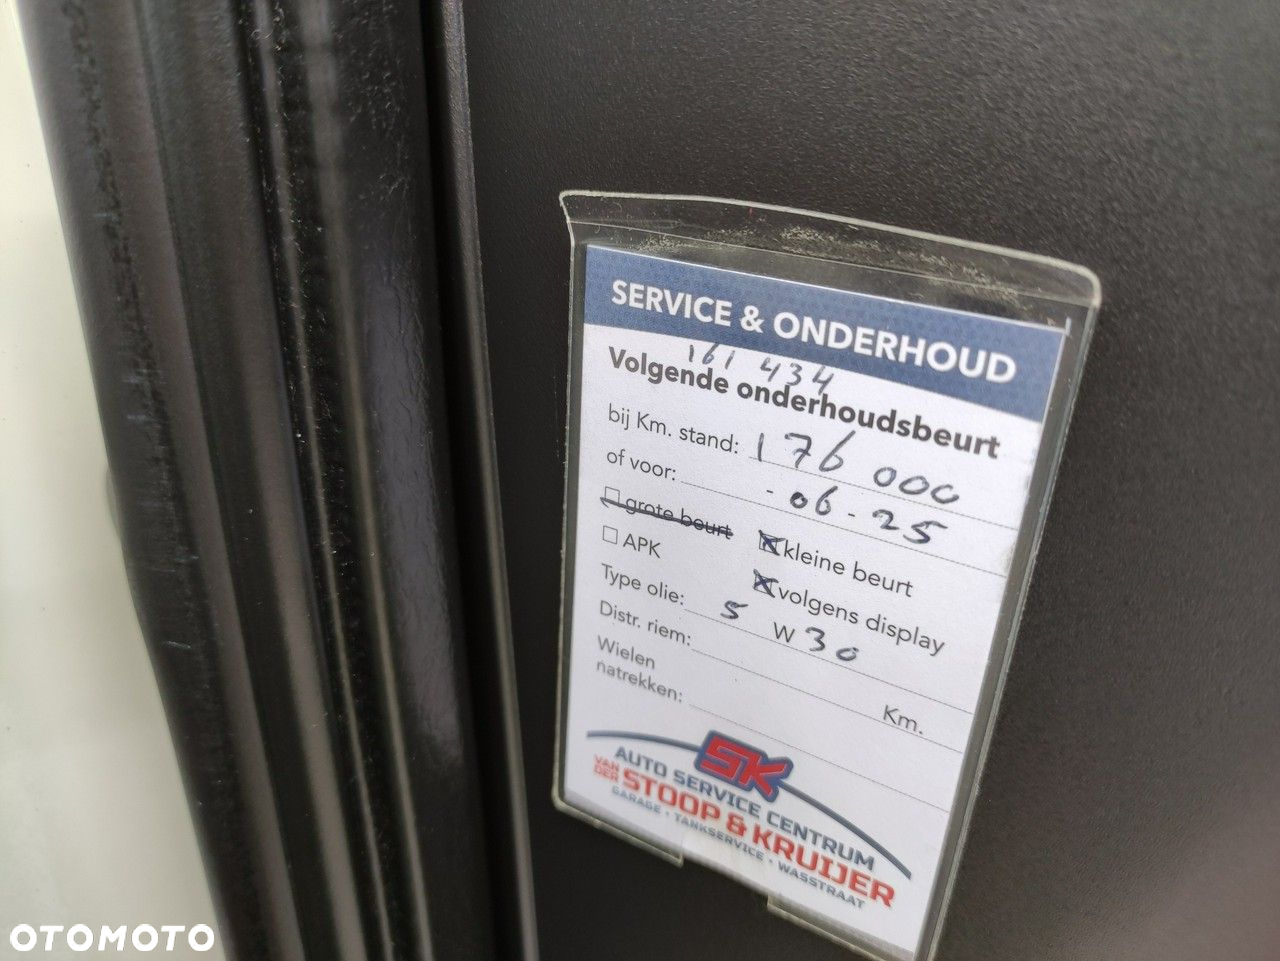 SERVICE & ONDERHOUD
161 434
Volgende onderhoudsbeurt
bij Km. stand: 176 000
of voor: - 06 - 25
grote beurt kleine beurt
APK volgens display
Type olie: 5 W 30
Distr. riem: Km.
Wielen
natrekken:
SK
AUTO SERVICE CENTRUM
VAN DER STOOP & KRUIJER
GARAGE • TANKSERVICE • WASSTRAAT
OTOMOTO